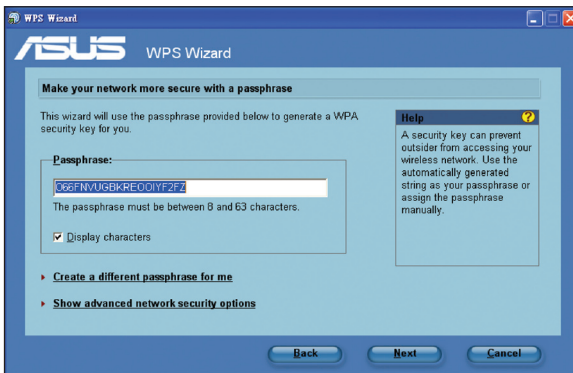 WPS Wizard
ASUS WPS Wizard
Make your network more secure with a passphrase
This wizard will use the passphrase provided below to generate a WPA
security key for you.
Passphrase:
O66FNVUGBKREOOIYF2FZ
The passphrase must be between 8 and 63 characters.
Display characters
Create a different passphrase for me
Show advanced network security options
Help
A security key can prevent
outsider from accessing your
wireless network. Use the
automatically generated
string as your passphrase or
assign the passphrase
manually.
Back Next Cancel